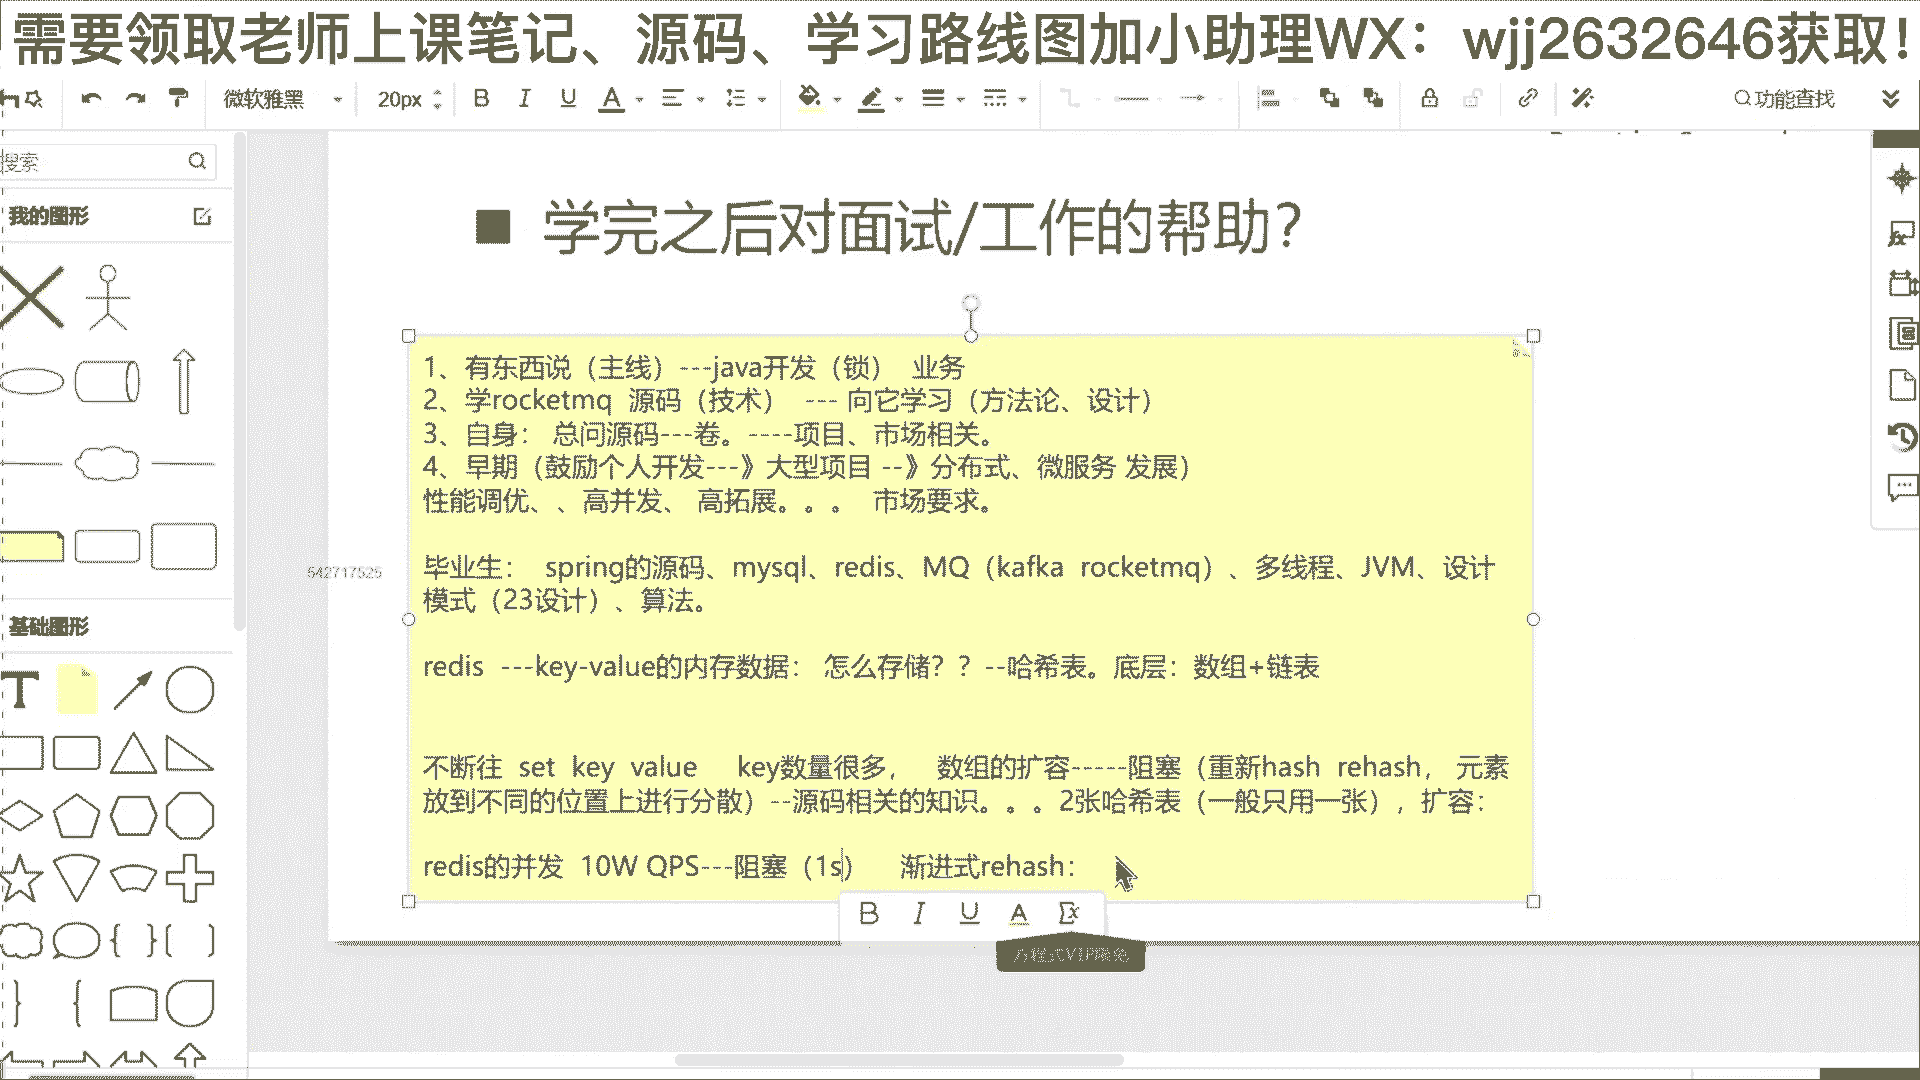 需要领取老师上课笔记、源码、学习路线图加小助理WX：wjj2632646获取！
微软雅黑 20px B I U A 功能查找
搜索
我的图形
基础图形
T
学完之后对面试/工作的帮助？
1、有东西说（主线）---java开发（锁） 业务
2、学rocketmq 源码（技术） --- 向它学习（方法论、设计）
3、自身： 总问源码---卷。----项目、市场相关。
4、早期（鼓励个人开发---》大型项目 --》分布式、微服务 发展）
性能调优、、高并发、 高拓展。。。 市场要求。
毕业生： spring的源码、mysql、redis、MQ（kafka rocketmq）、多线程、JVM、设计
模式（23设计）、算法。
redis ---key-value的内存数据： 怎么存储？？--哈希表。底层：数组+链表
不断往 set key value key数量很多， 数组的扩容-----阻塞（重新hash rehash， 元素
放到不同的位置上进行分散）--源码相关的知识。。。2张哈希表（一般只用一张），扩容：
redis的并发 10W QPS---阻塞（1s） 渐进式rehash：
542717525
B I U A
方程式VIP限免